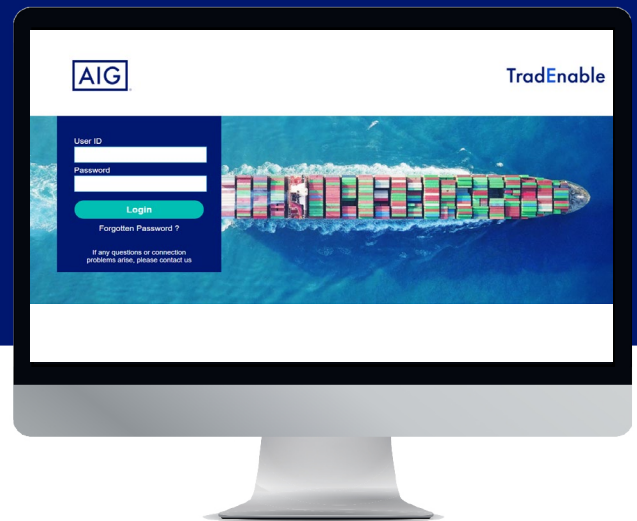 AIG
TradEnable
User ID
Password
Login
Forgotten Password ?
If any questions or connection
problems arise, please contact us